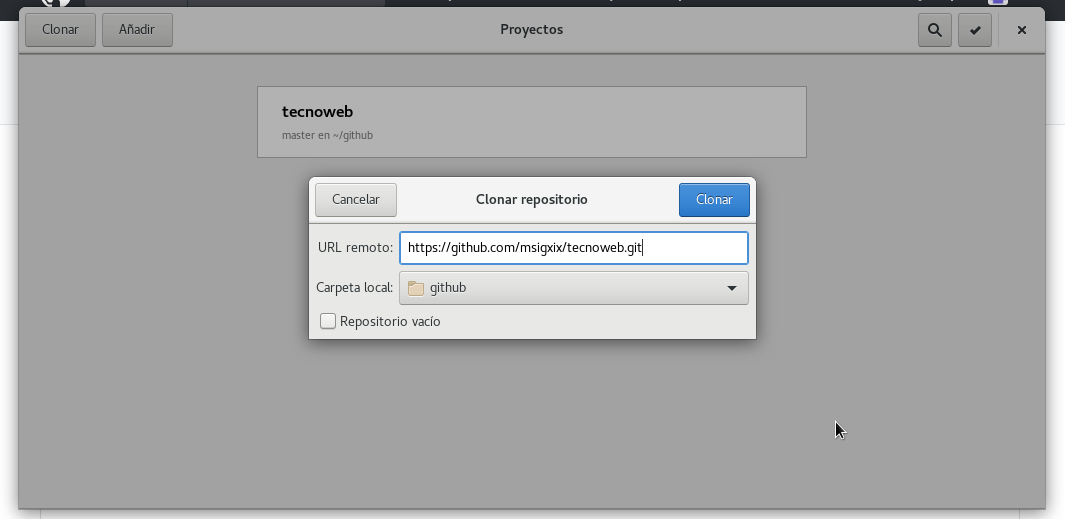 Clonar Añadir Proyectos
tecnoweb
master en ~/github
Cancelar Clonar repositorio Clonar
URL remoto: https://github.com/msigxix/tecnoweb.git
Carpeta local: github
Repositorio vacío